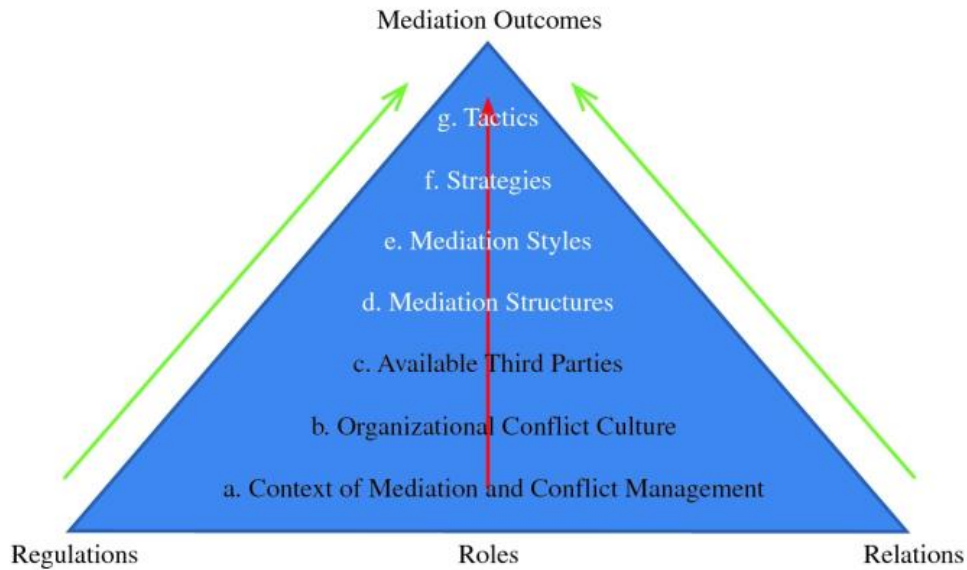 Mediation Outcomes
g. Tactics
f. Strategies
e. Mediation Styles
d. Mediation Structures
c. Available Third Parties
b. Organizational Conflict Culture
a. Context of Mediation and Conflict Management
Regulations Roles Relations